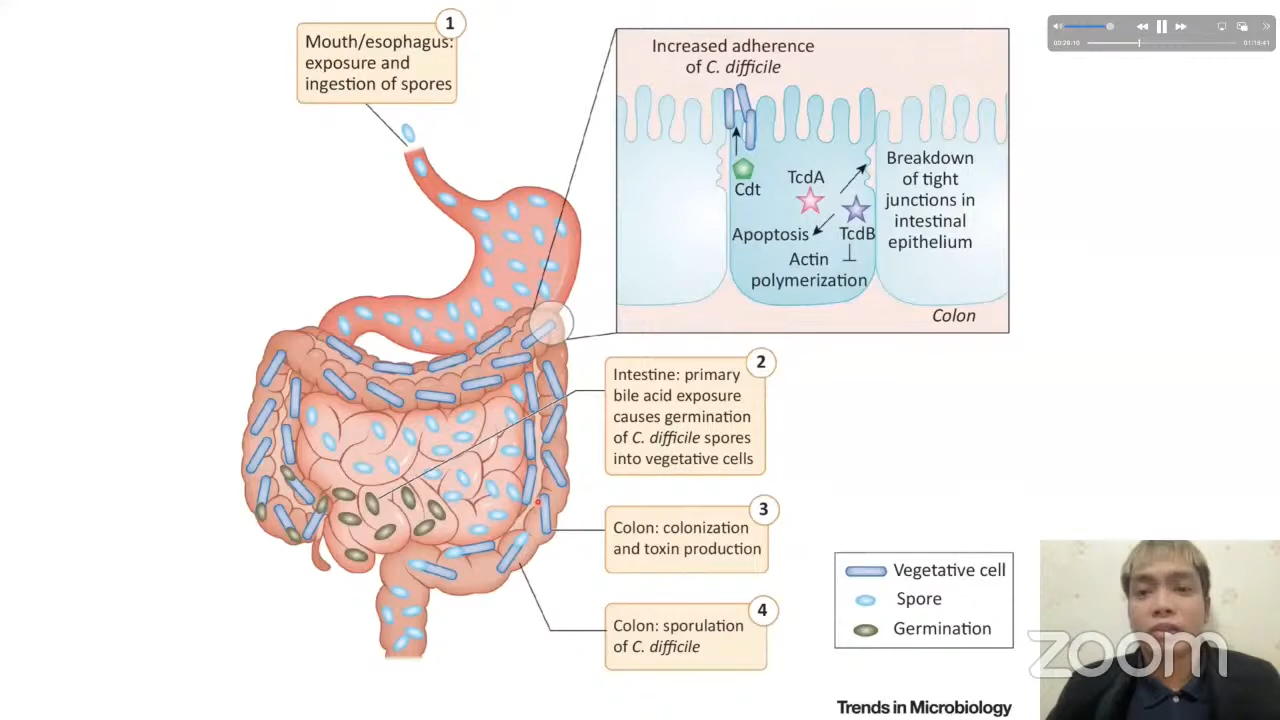 1
Mouth/esophagus:
exposure and
ingestion of spores
Increased adherence
of C. difficile
Cdt
TcdA
TcdB
Apoptosis
Actin
polymerization
Breakdown
of tight
junctions in
intestinal
epithelium
Colon
2
Intestine: primary
bile acid exposure
causes germination
of C. difficile spores
into vegetative cells
3
Colon: colonization
and toxin production
4
Colon: sporulation
of C. difficile
Vegetative cell
Spore
Germination
Trends in Microbiology
zoom